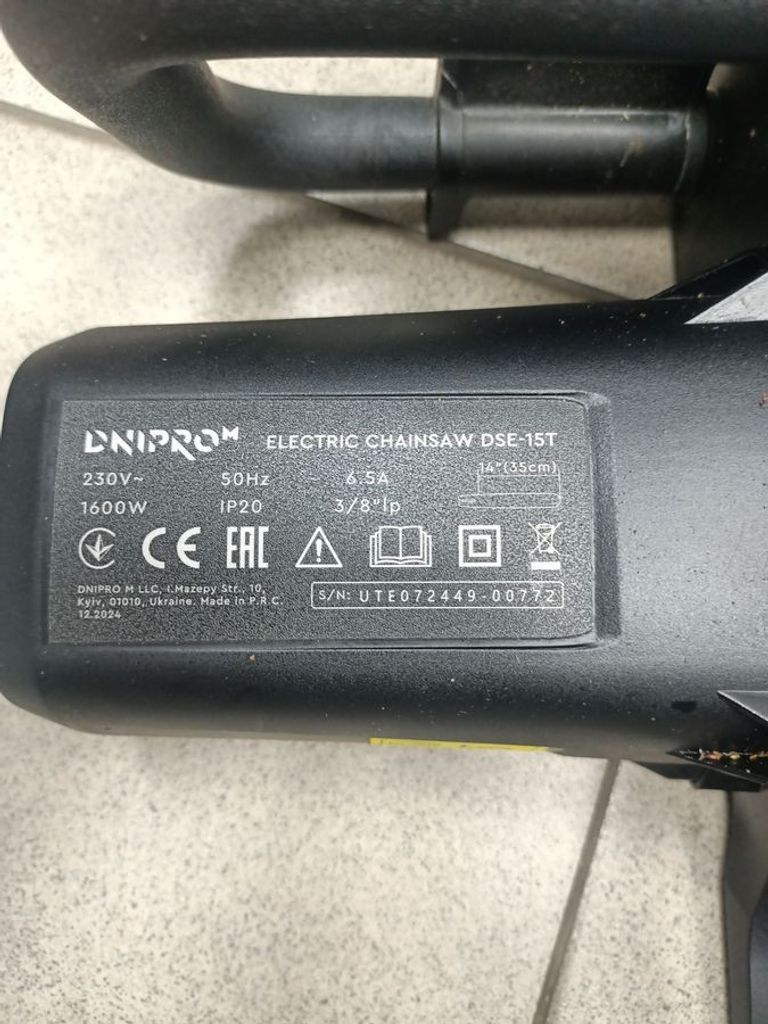 DNIPRO M ELECTRIC CHAINSAW DSE-15T
230V~ 50Hz 6.5A 14"(35cm)
1600W IP20 3/8"lp
CE EAC
DNIPRO M LLC, I.Mazepy Str., 10,
Kyiv, 01010, Ukraine. Made in P.R.C.
12.2024
S/N: UTE072449-00772